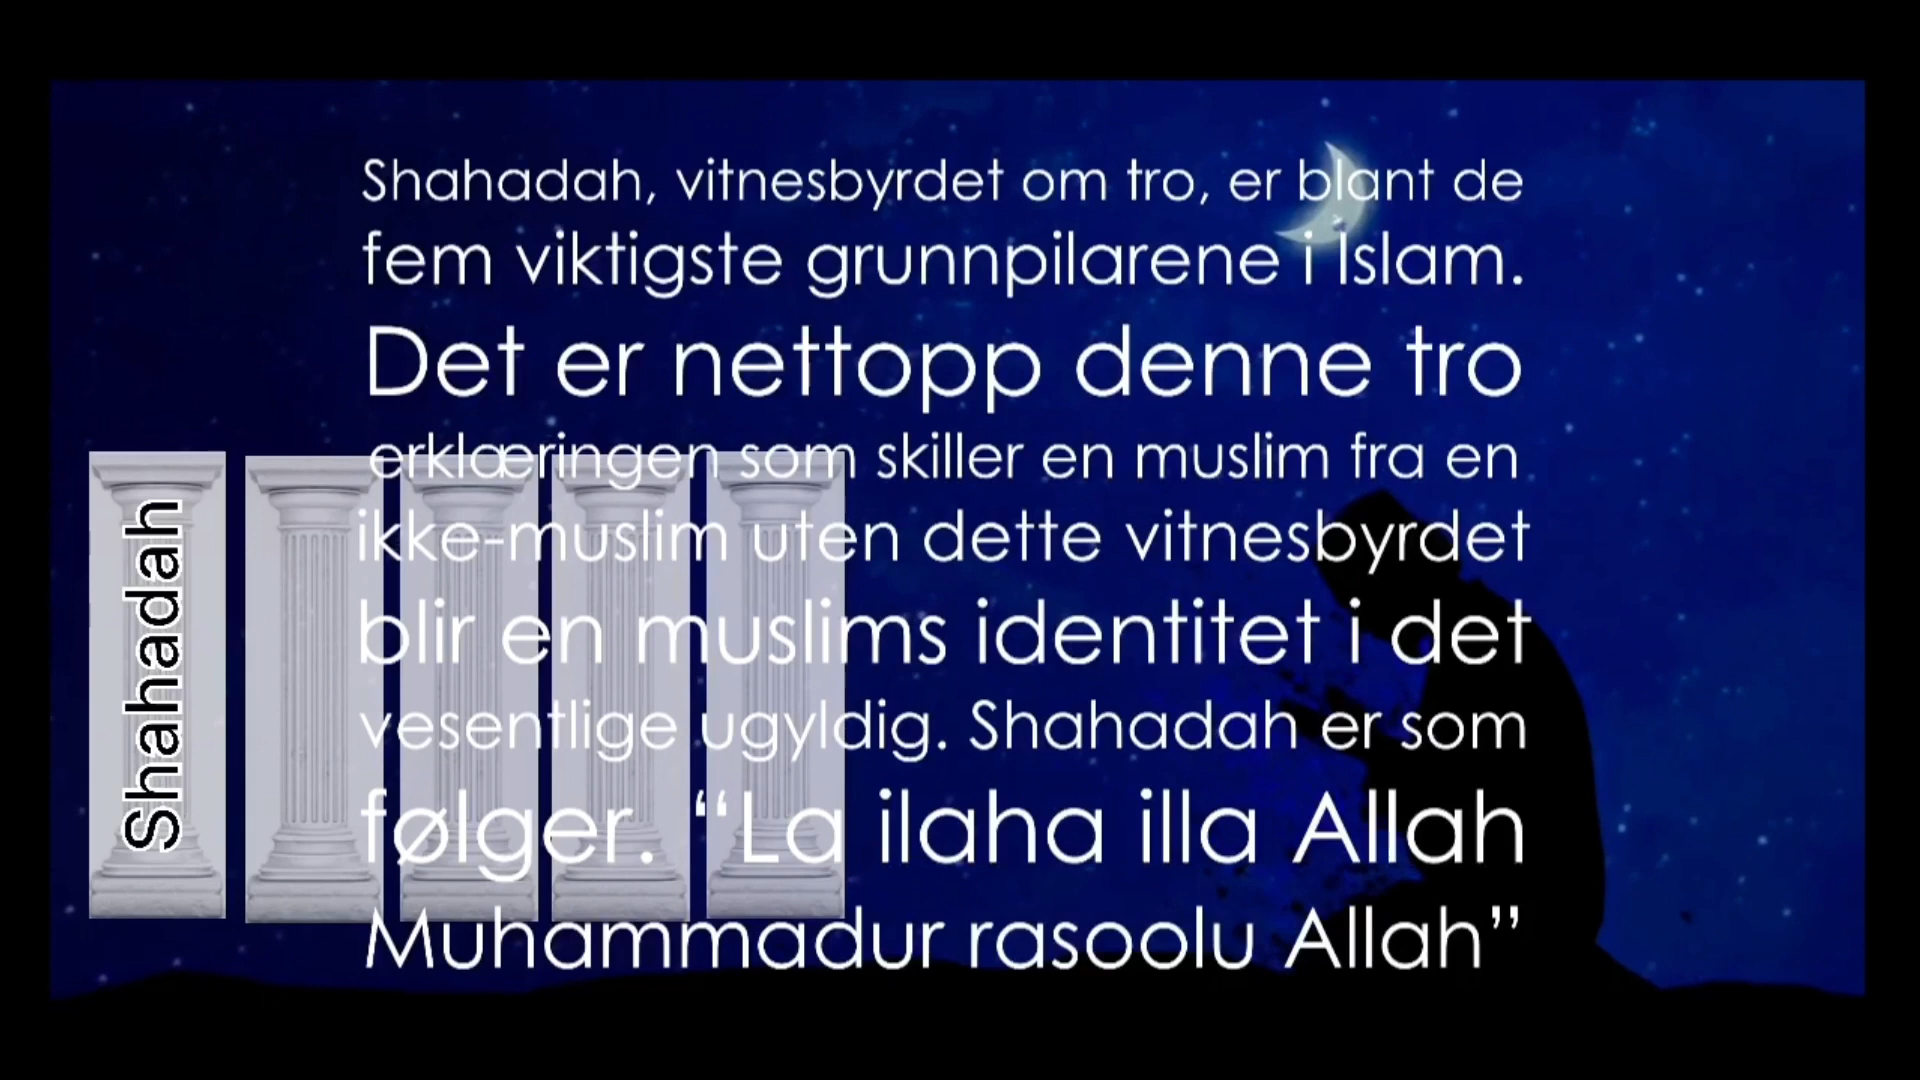 Shahadah, vitnesbyrdet om tro, er blant de
fem viktigste grunnpilarene i Islam.
Det er nettopp denne tro
erklæringen som skiller en muslim fra en
ikke-muslim uten dette vitnesbyrdet
blir en muslims identitet i det
vesentlige ugyldig. Shahadah er som
følger. “La ilaha illa Allah
Muhammadur rasoolu Allah”
Shahadah